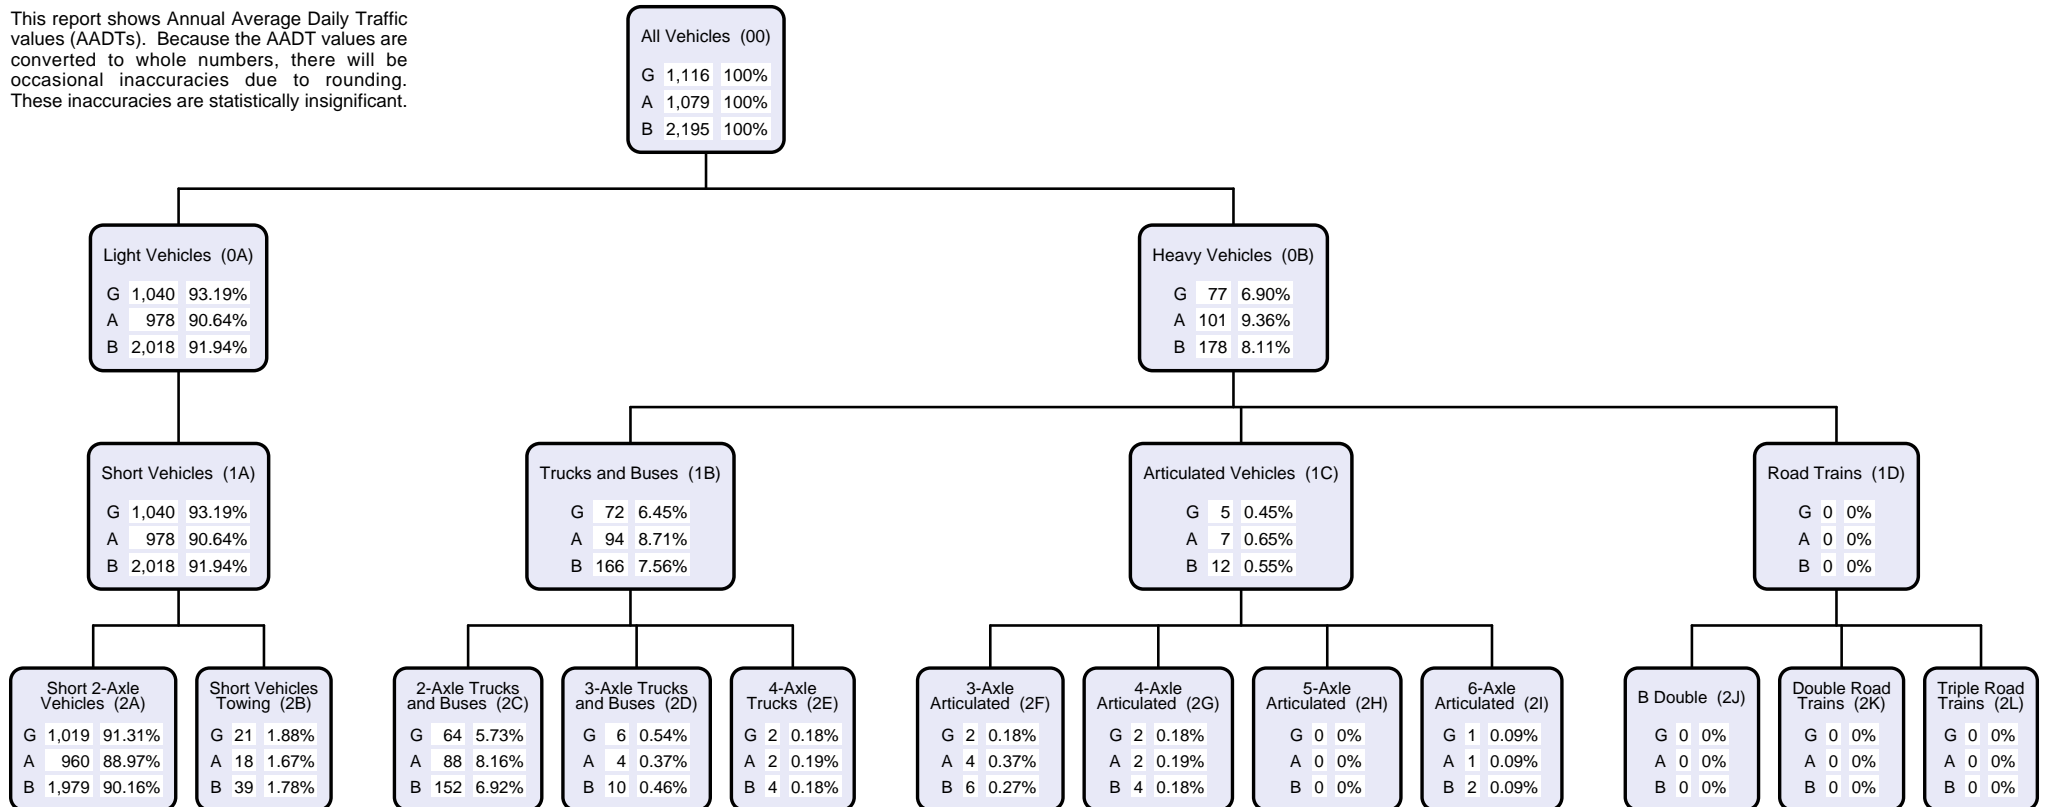 This report shows Annual Average Daily Traffic
values (AADTs). Because the AADT values are
converted to whole numbers, there will be
occasional inaccuracies due to rounding.
These inaccuracies are statistically insignificant.
All Vehicles (00)
G 1,116 100%
A 1,079 100%
B 2,195 100%
Light Vehicles (0A)
G 1,040 93.19%
A 978 90.64%
B 2,018 91.94%
Heavy Vehicles (0B)
G 77 6.90%
A 101 9.36%
B 178 8.11%
Short Vehicles (1A)
G 1,040 93.19%
A 978 90.64%
B 2,018 91.94%
Trucks and Buses (1B)
G 72 6.45%
A 94 8.71%
B 166 7.56%
Articulated Vehicles (1C)
G 5 0.45%
A 7 0.65%
B 12 0.55%
Road Trains (1D)
G 0 0%
A 0 0%
B 0 0%
Short 2-Axle
Vehicles (2A)
G 1,019 91.31%
A 960 88.97%
B 1,979 90.16%
Short Vehicles
Towing (2B)
G 21 1.88%
A 18 1.67%
B 39 1.78%
2-Axle Trucks
and Buses (2C)
G 64 5.73%
A 88 8.16%
B 152 6.92%
3-Axle Trucks
and Buses (2D)
G 6 0.54%
A 4 0.37%
B 10 0.46%
4-Axle
Trucks (2E)
G 2 0.18%
A 2 0.19%
B 4 0.18%
3-Axle
Articulated (2F)
G 2 0.18%
A 4 0.37%
B 6 0.27%
4-Axle
Articulated (2G)
G 2 0.18%
A 2 0.19%
B 4 0.18%
5-Axle
Articulated (2H)
G 0 0%
A 0 0%
B 0 0%
6-Axle
Articulated (2I)
G 1 0.09%
A 1 0.09%
B 2 0.09%
B Double (2J)
G 0 0%
A 0 0%
B 0 0%
Double Road
Trains (2K)
G 0 0%
A 0 0%
B 0 0%
Triple Road
Trains (2L)
G 0 0%
A 0 0%
B 0 0%